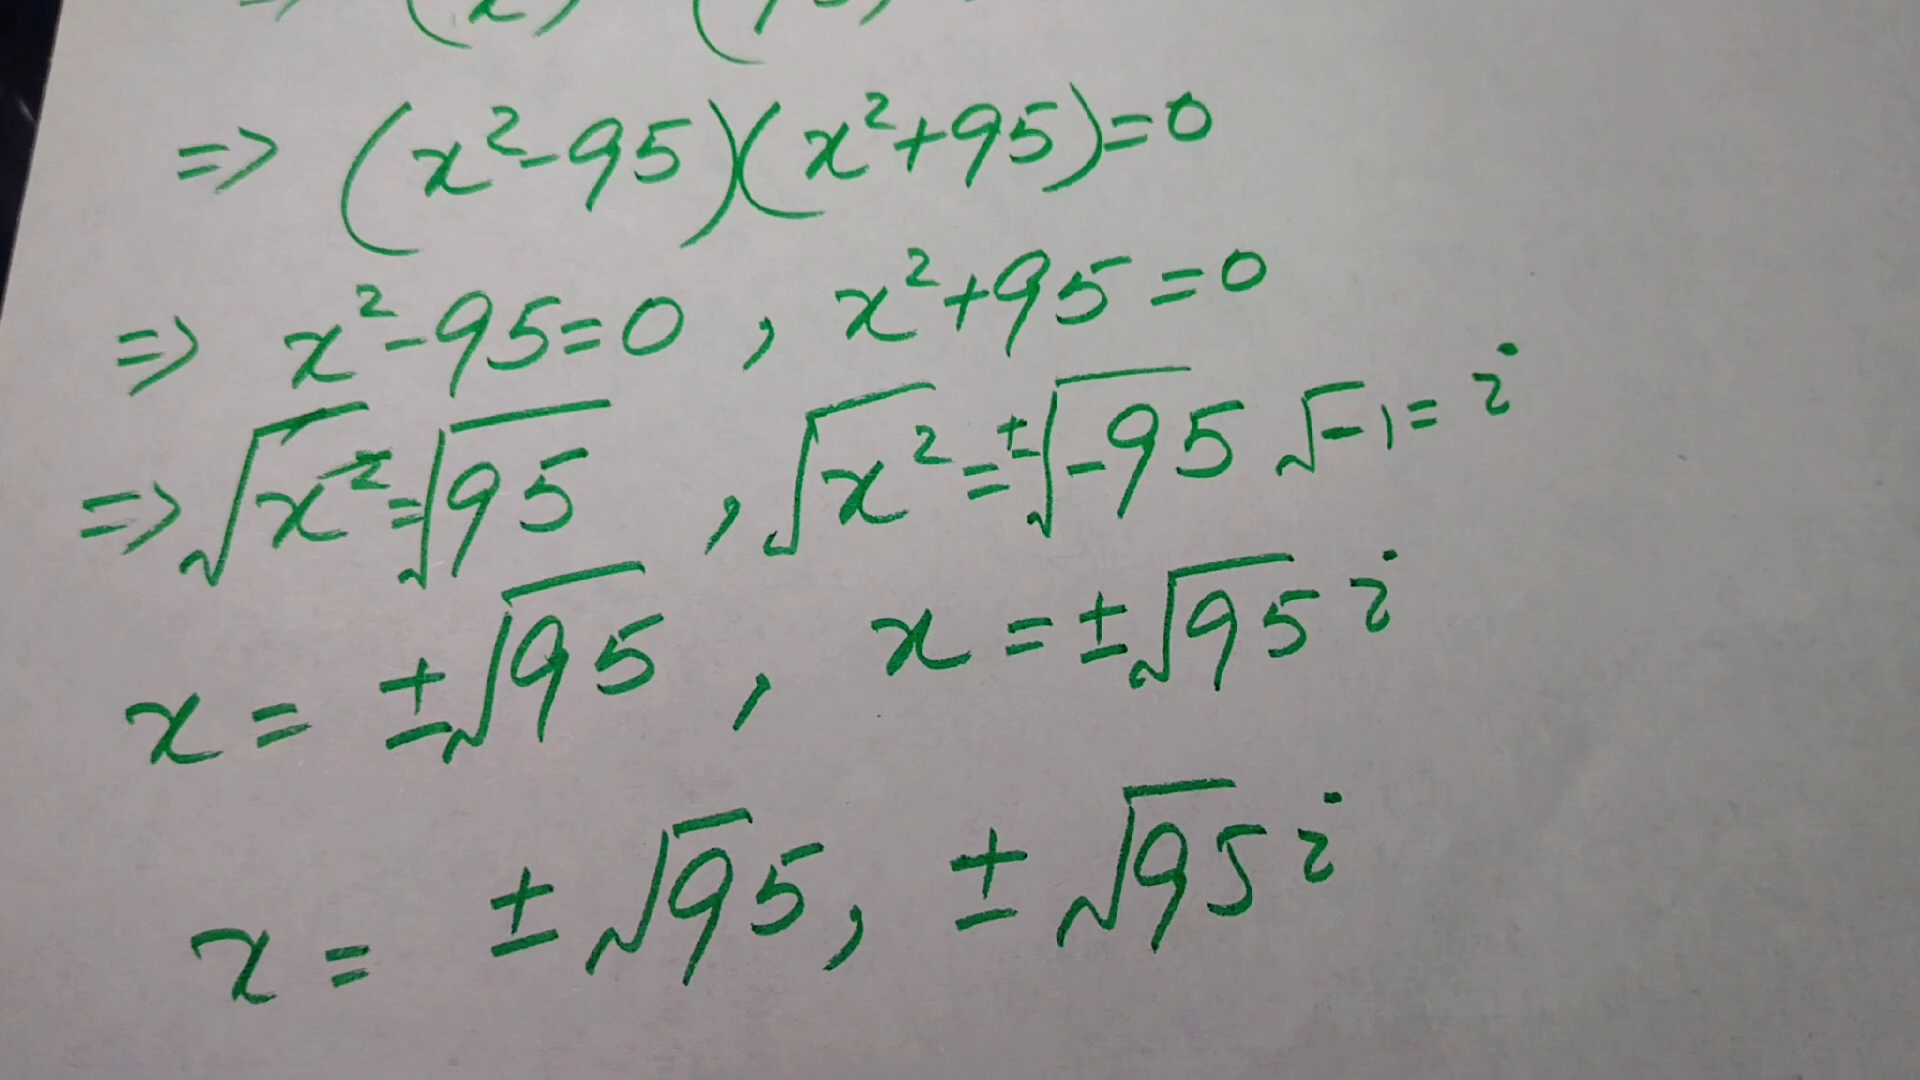 => (x²-95)(x²+95)=0
=> x²-95=0 , x²+95=0
=> √x²=√95 , √x²=±√-95 √-1=i
x = ±√95 , x = ±√95 i
x = ±√95, ±√95 i